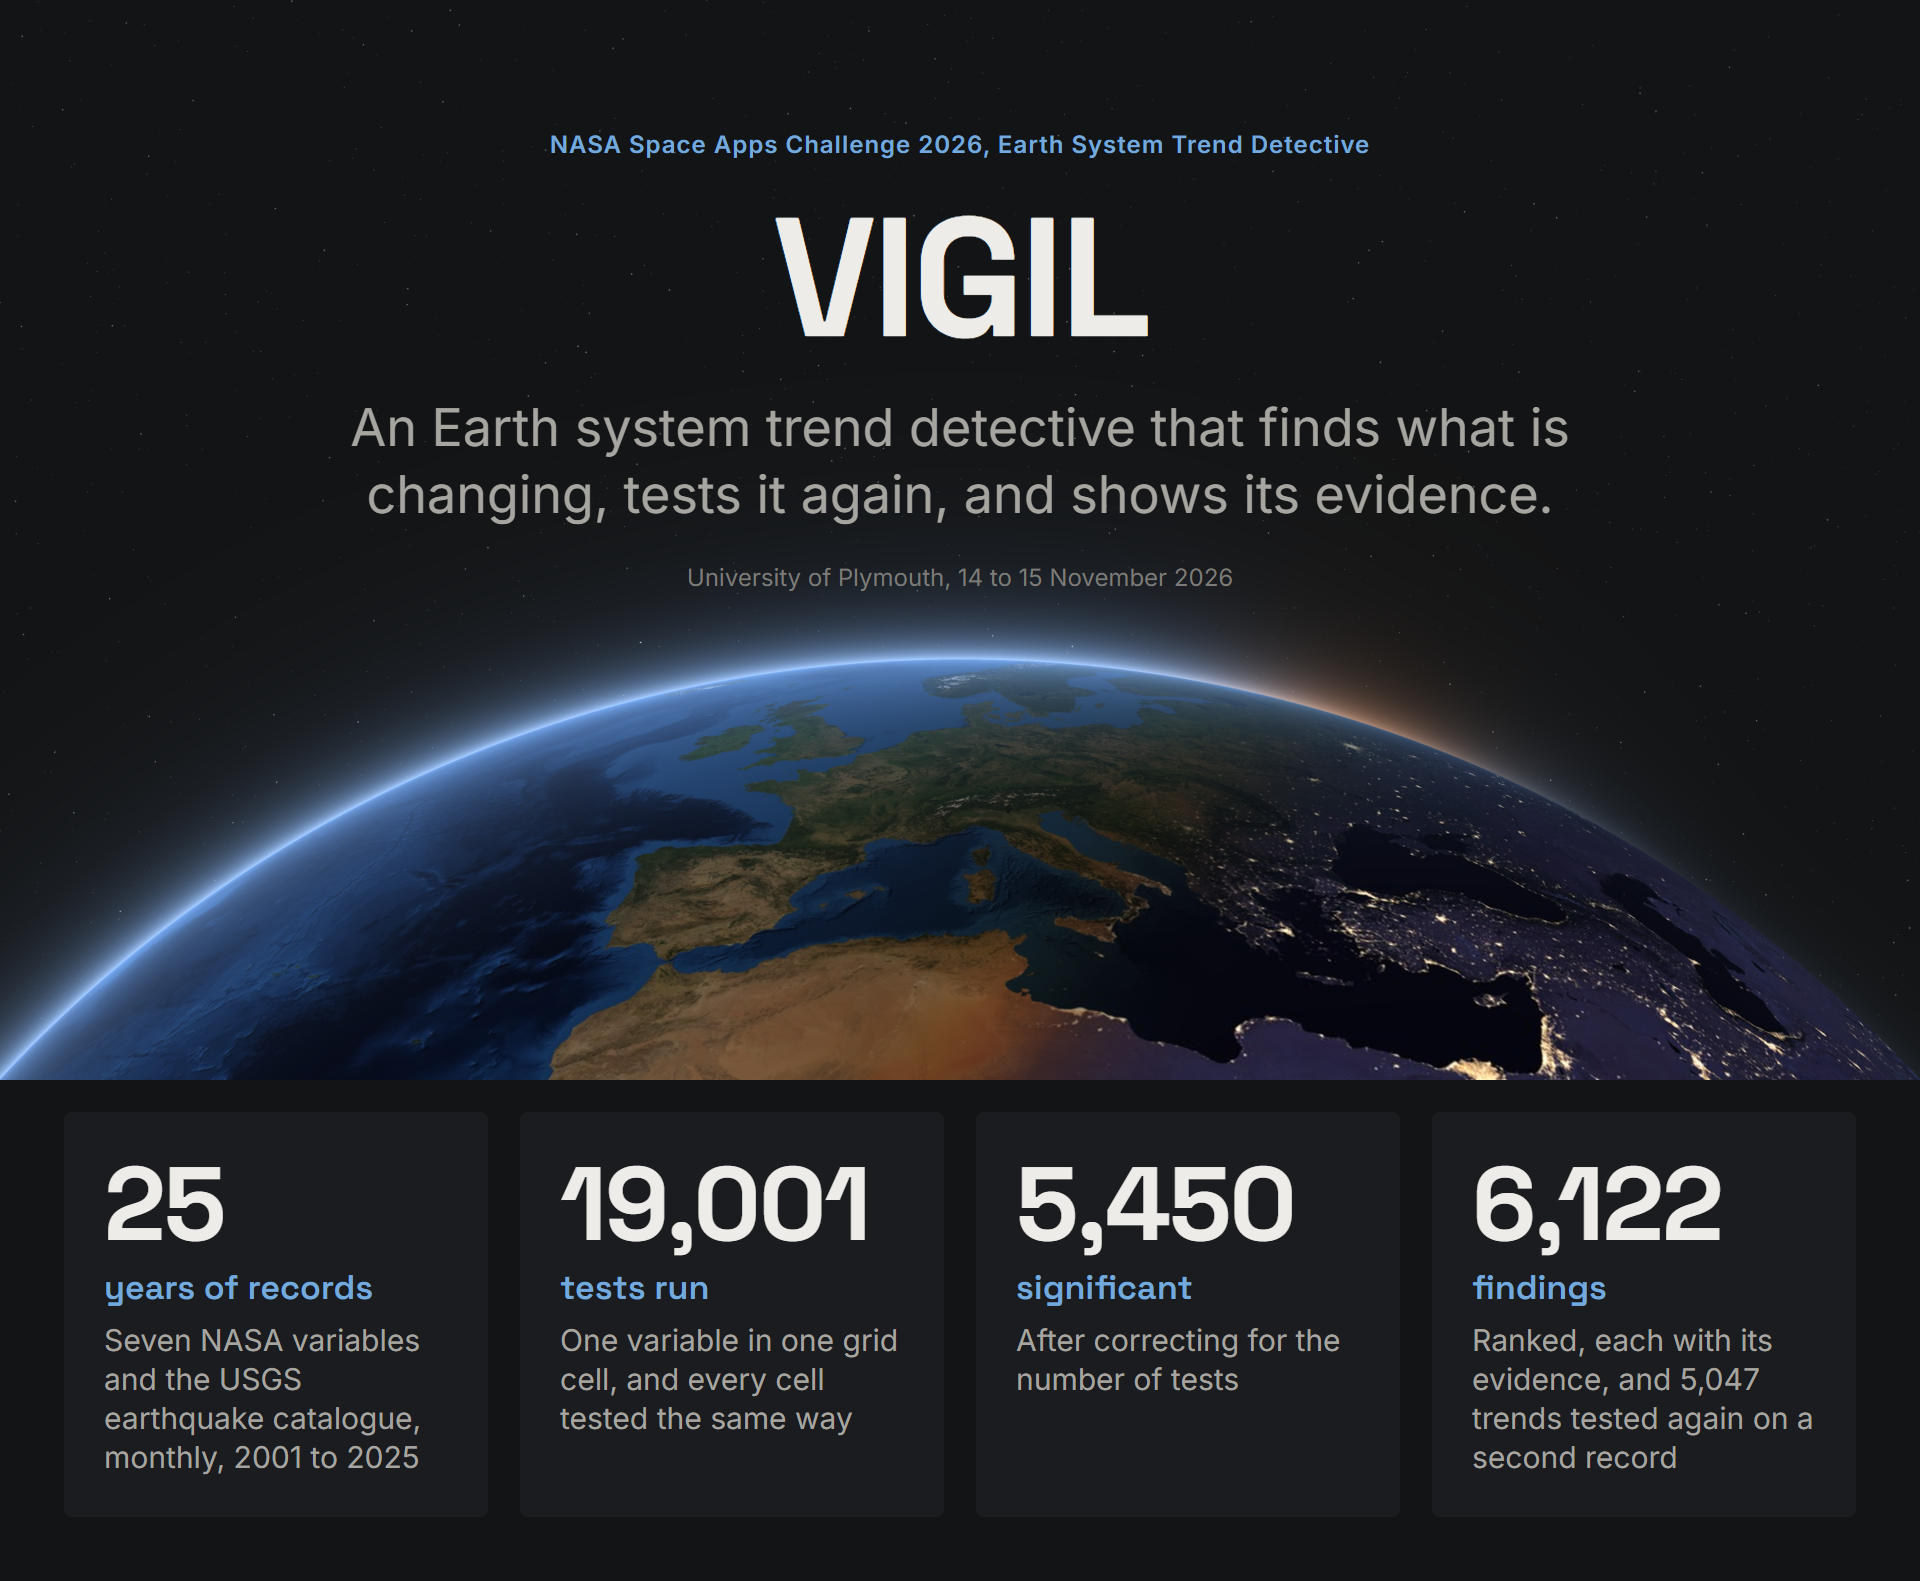 NASA Space Apps Challenge 2026, Earth System Trend Detective
VIGIL
An Earth system trend detective that finds what is
changing, tests it again, and shows its evidence.
University of Plymouth, 14 to 15 November 2026
25
years of records
Seven NASA variables
and the USGS
earthquake catalogue,
monthly, 2001 to 2025
19,001
tests run
One variable in one grid
cell, and every cell
tested the same way
5,450
significant
After correcting for the
number of tests
6,122
findings
Ranked, each with its
evidence, and 5,047
trends tested again on a
second record